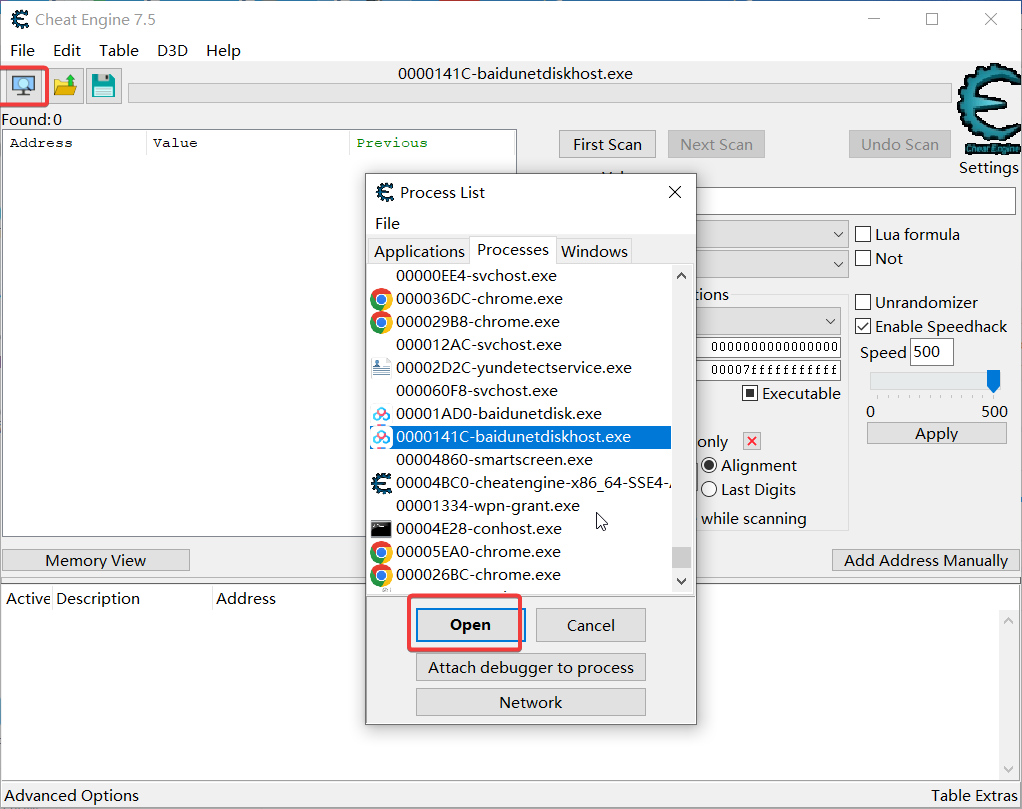 Cheat Engine 7.5
File Edit Table D3D Help
0000141C-baidunetdiskhost.exe
Found: 0
Address Value Previous
First Scan Next Scan Undo Scan
Cheat Engine
Settings
Process List
File
Applications Processes Windows
00000EE4-svchost.exe
000036DC-chrome.exe
000029B8-chrome.exe
000012AC-svchost.exe
00002D2C-yundetectservice.exe
000060F8-svchost.exe
00001AD0-baidunetdisk.exe
0000141C-baidunetdiskhost.exe
00004860-smartscreen.exe
00004BC0-cheatengine-x86_64-SSE4-
00001334-wpn-grant.exe
00004E28-conhost.exe
00005EA0-chrome.exe
000026BC-chrome.exe
Open Cancel
Attach debugger to process
Network
Lua formula
Not
Unrandomizer
Enable Speedhack
Speed 500
0000000000000000
00007fffffffffff
Executable
0 500
Apply
only
Alignment
Last Digits
while scanning
Memory View Add Address Manually
Active Description Address
Advanced Options Table Extras